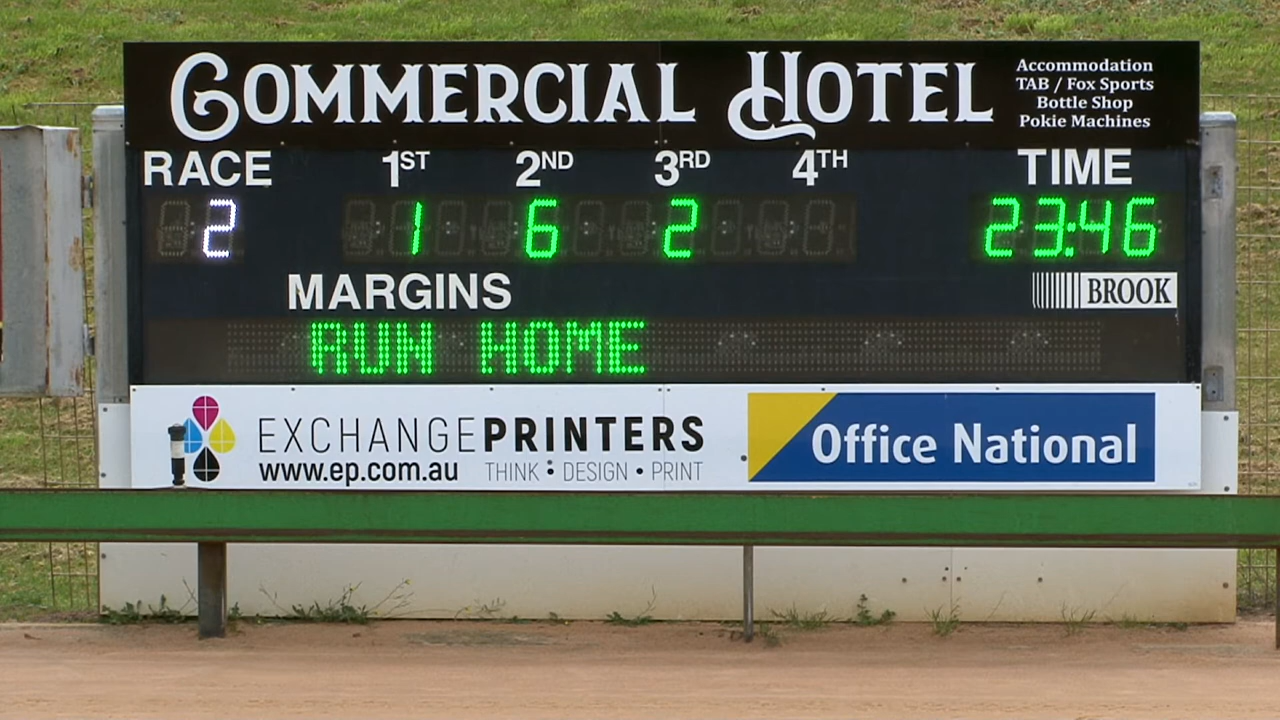 COMMERCIAL HOTEL
Accommodation
TAB / Fox Sports
Bottle Shop
Pokie Machines
RACE 1ST 2ND 3RD 4TH TIME
2 1 6 2 23:46
MARGINS
BROOK
RUN HOME
EXCHANGEPRINTERS
www.ep.com.au THINK • DESIGN • PRINT
Office National